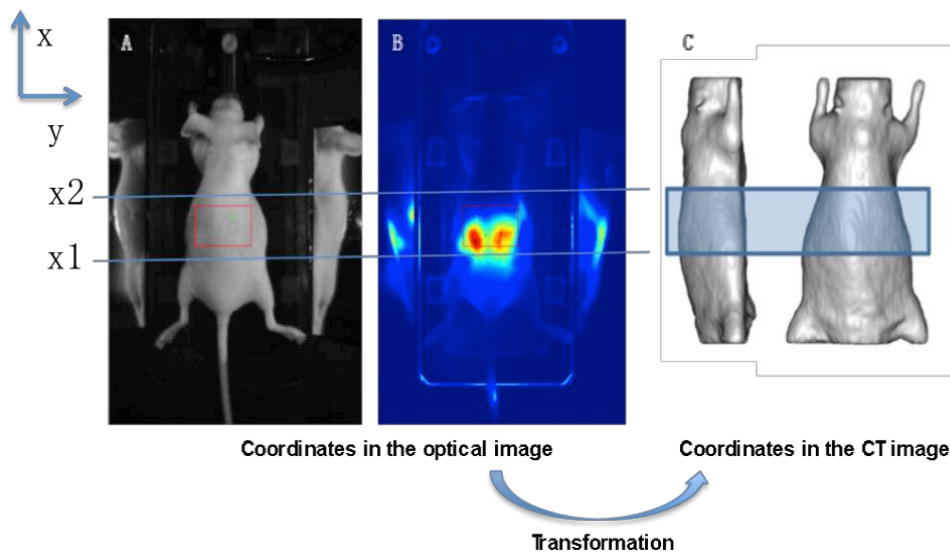 x
A
B
C
y
x2
x1
Coordinates in the optical image
Coordinates in the CT image
Transformation